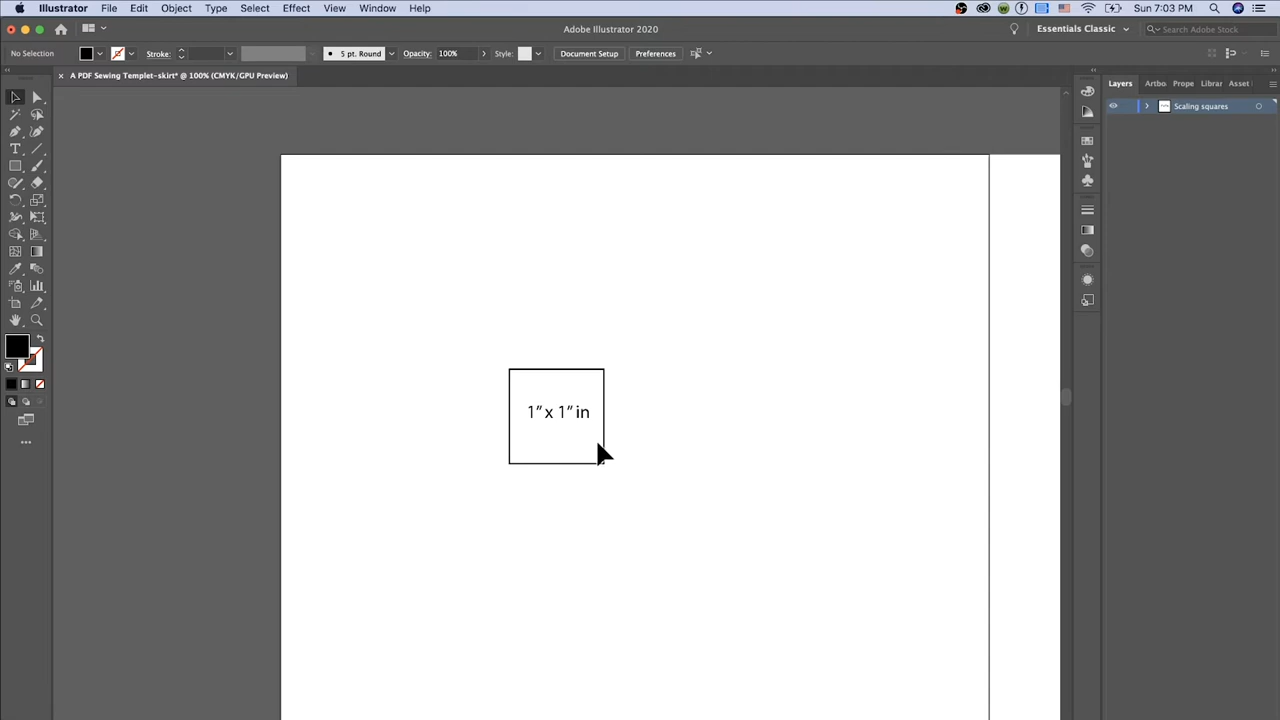 Illustrator File Edit Object Type Select Effect View Window Help
Sun 7:03 PM
Adobe Illustrator 2020
Essentials Classic
Search Adobe Stock
No Selection
Stroke:
5 pt. Round
Opacity: 100%
Style:
Document Setup
Preferences
A PDF Sewing Templet-skirt* @ 100% (CMYK/GPU Preview)
Layers Artbo Prope Librar Asset
Scaling squares
1” x 1” in